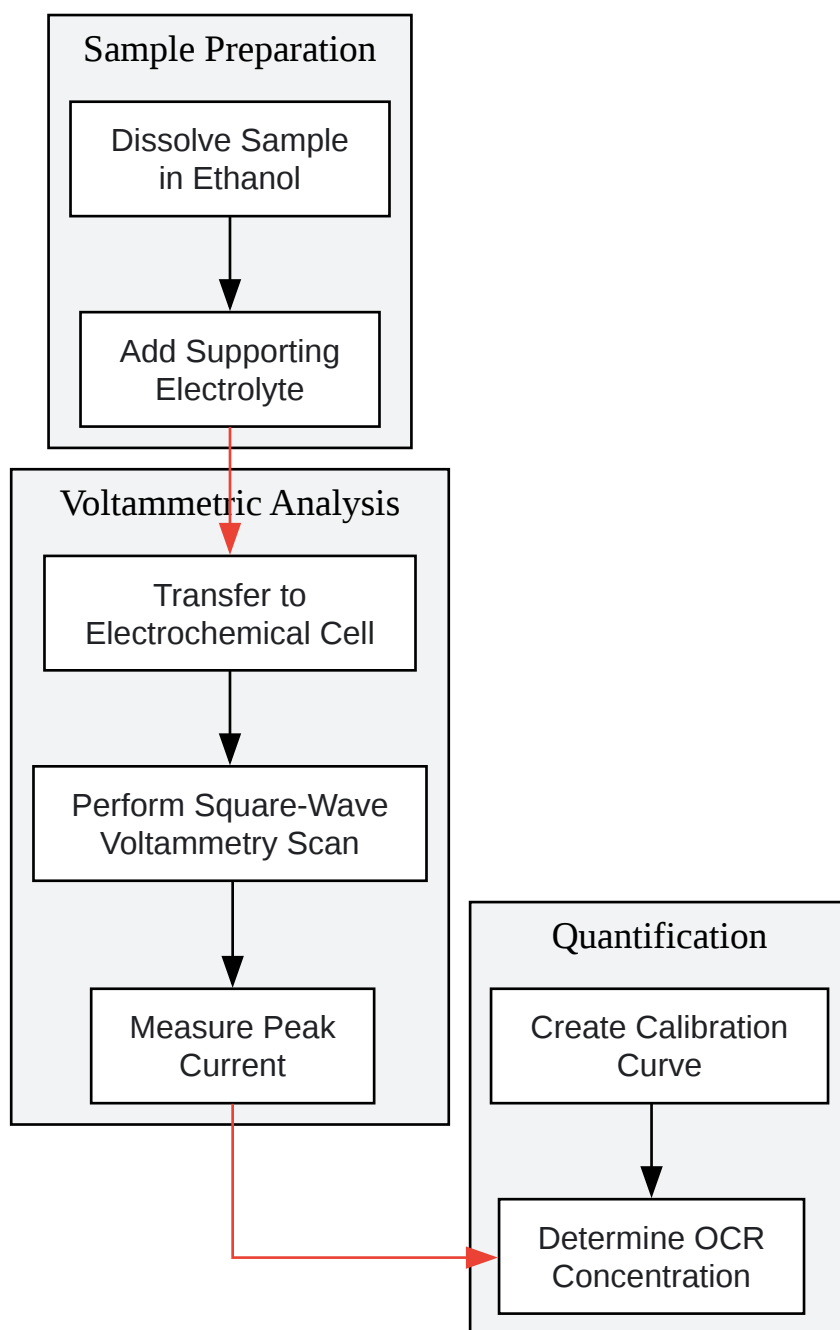 Sample Preparation
Dissolve Sample
in Ethanol
Add Supporting
Electrolyte
Voltammetric Analysis
Transfer to
Electrochemical Cell
Perform Square-Wave
Voltammetry Scan
Measure Peak
Current
Quantification
Create Calibration
Curve
Determine OCR
Concentration